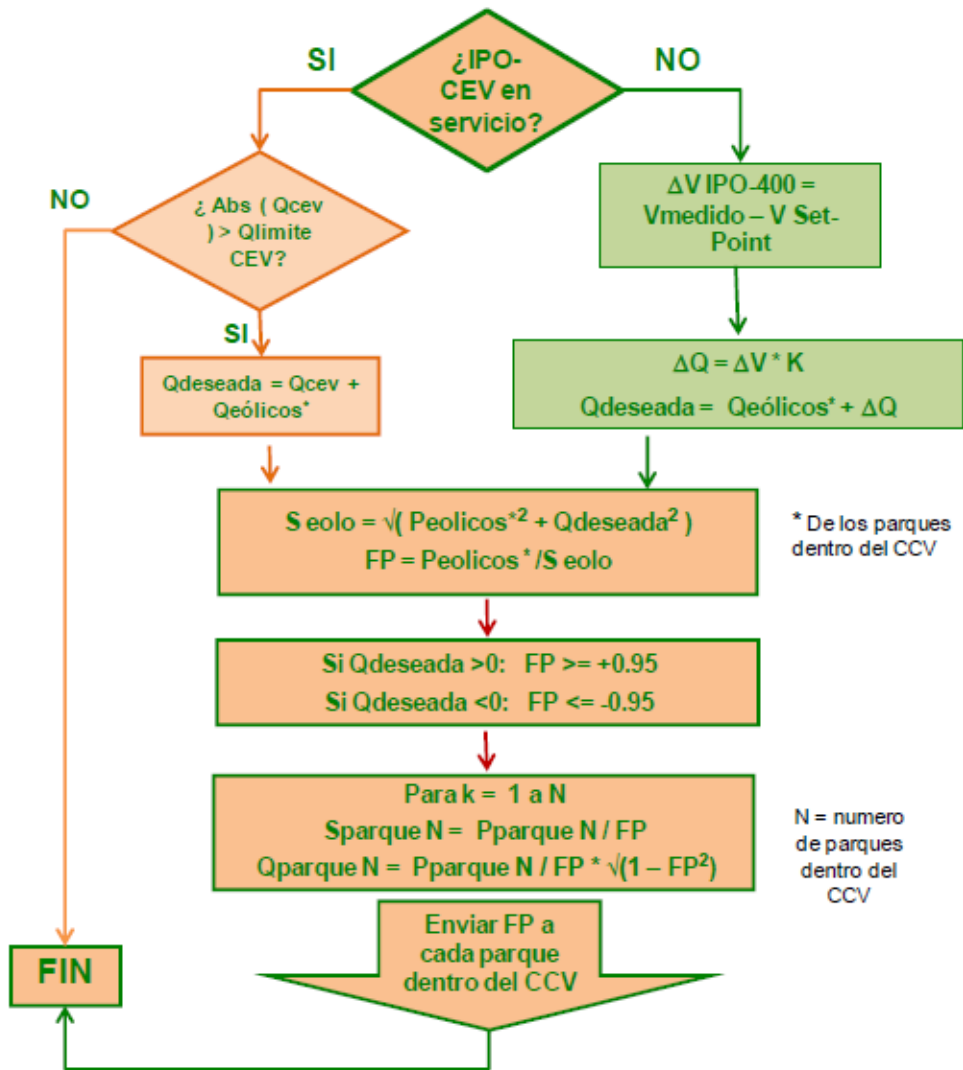 SI
¿IPO-
CEV en
servicio?
NO
NO
¿ Abs ( Qcev
) > Qlimite
CEV?
SI
Qdeseada = Qcev +
Qeólicos*
ΔV IPO-400 =
Vmedido – V Set-
Point
ΔQ = ΔV * K
Qdeseada = Qeólicos* + ΔQ
S eolo = √( Peolicos*² + Qdeseada² )
FP = Peolicos * /S eolo
* De los parques
dentro del CCV
Si Qdeseada >0: FP >= +0.95
Si Qdeseada <0: FP <= -0.95
Para k = 1 a N
Sparque N = Pparque N / FP
Qparque N = Pparque N / FP * √(1 – FP²)
N = numero
de parques
dentro del
CCV
Enviar FP a
cada parque
dentro del CCV
FIN